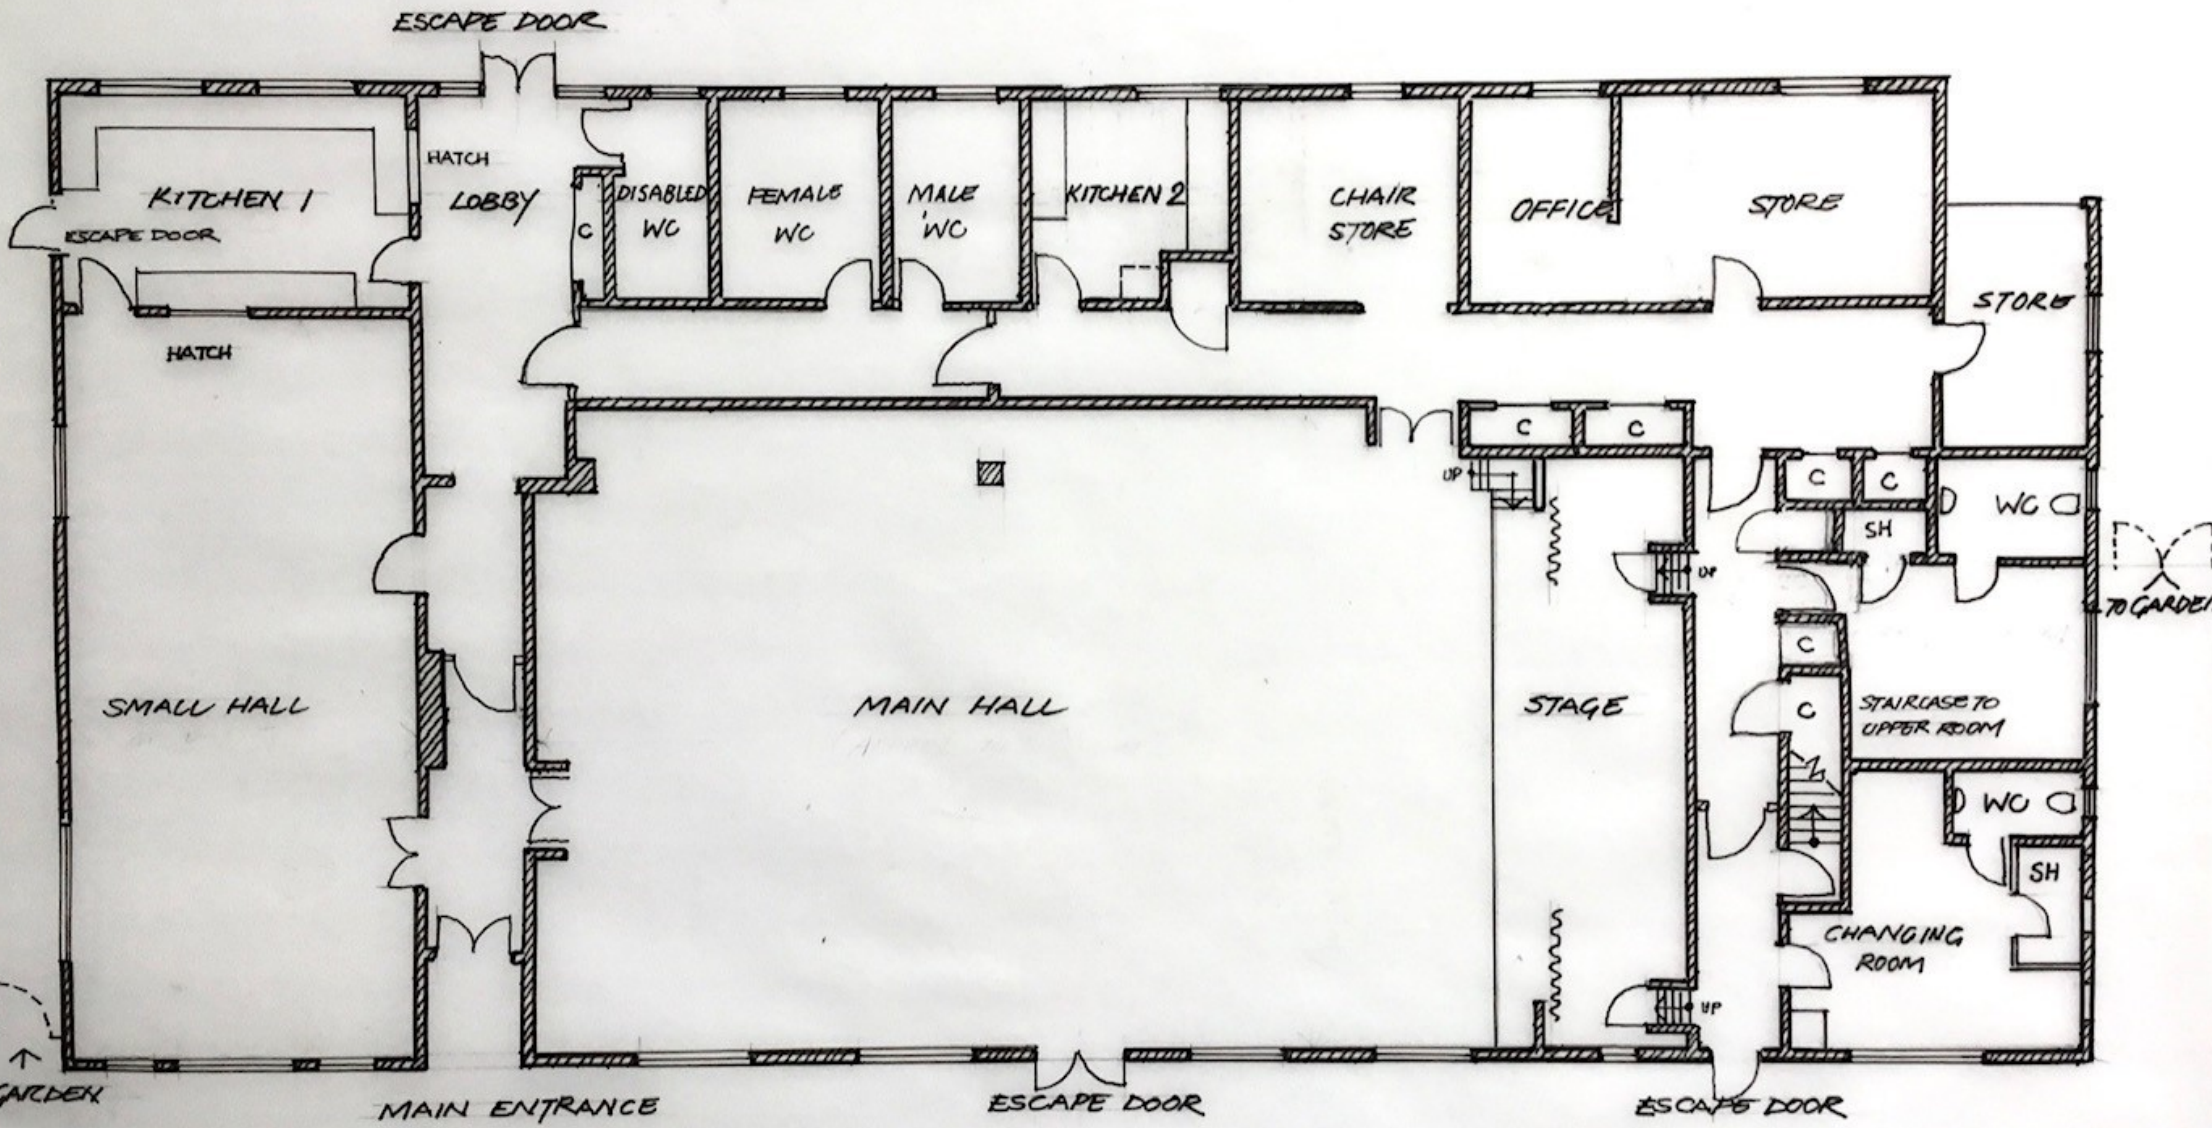 ESCAPE DOOR
HATCH
KITCHEN 1
LOBBY
ESCAPE DOOR
C
DISABLED
WC
FEMALE
WC
MALE
WC
KITCHEN 2
CHAIR
STORE
OFFICE
STORE
STORE
HATCH
C
C
UP
C
C
WC
SH
UP
TO GARDEN
C
SMALL HALL
MAIN HALL
STAGE
C
STAIRCASE TO
UPPER ROOM
WC
SH
CHANGING
ROOM
UP
GARDEN
MAIN ENTRANCE
ESCAPE DOOR
ESCAPE DOOR